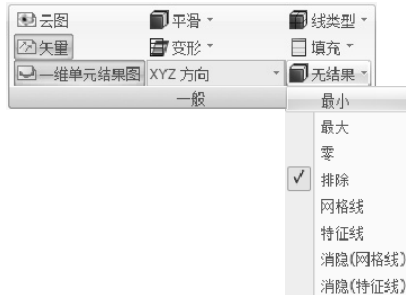 云图 平滑 线类型
矢量 变形 填充
一维单元结果图 XYZ 方向 无结果
一般
最小
最大
零
排除
网格线
特征线
消隐(网格线)
消隐(特征线)